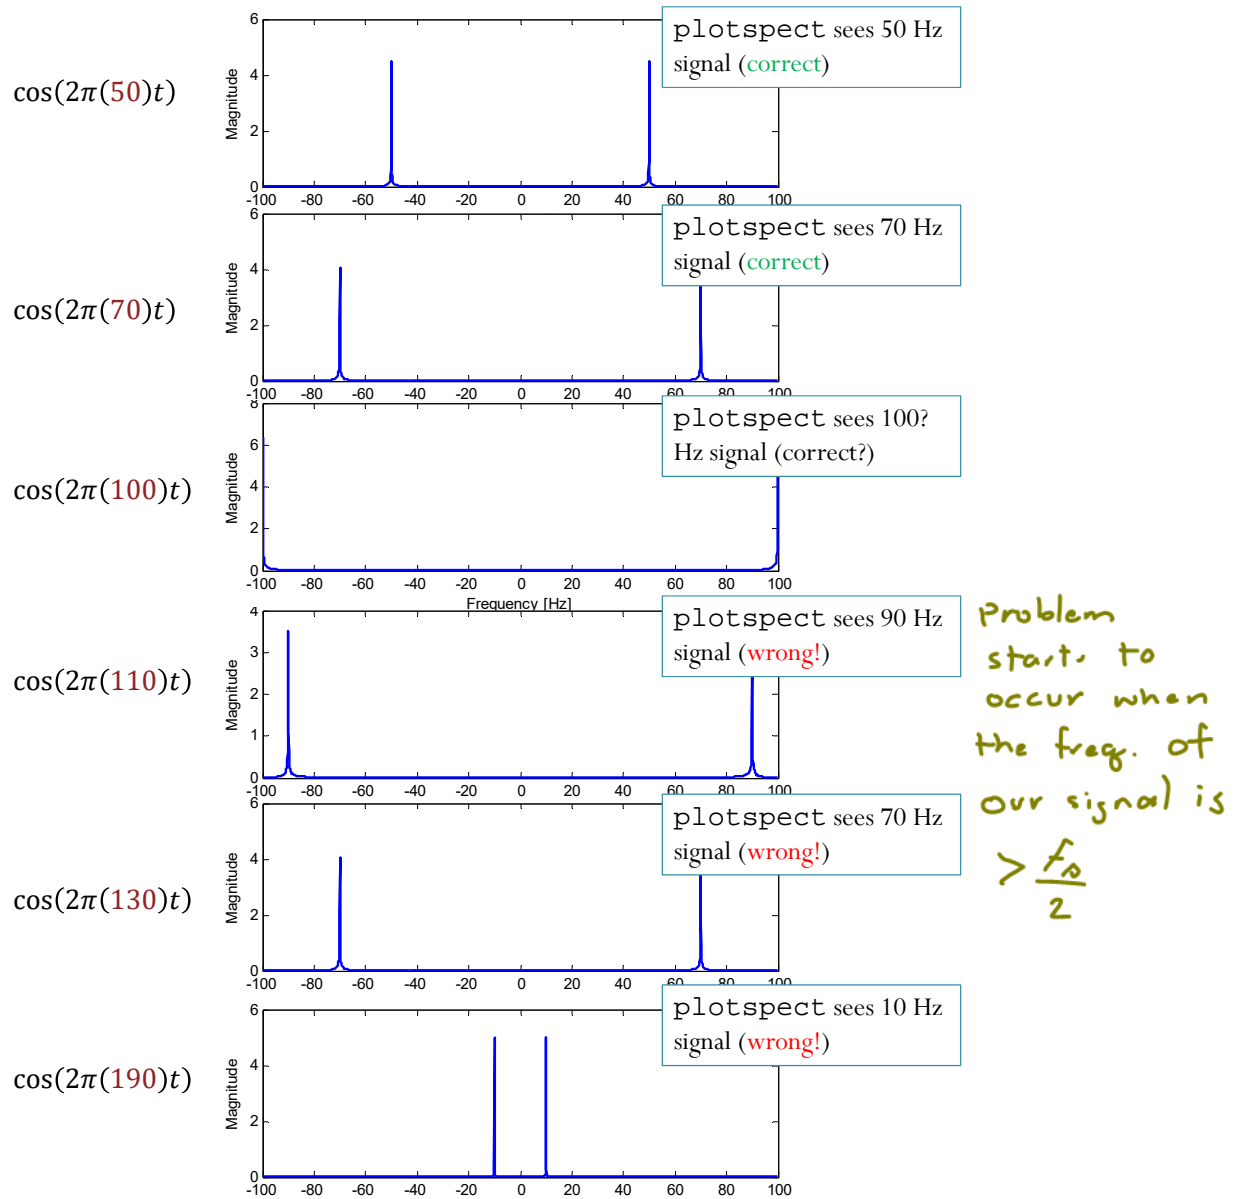 plotspect sees 50 Hz
signal (correct)
cos(2π(50)t)
Magnitude
6
4
2
0
-100 -80 -60 -40 -20 0 20 40 60 80 100
plotspect sees 70 Hz
signal (correct)
cos(2π(70)t)
Magnitude
6
4
2
0
-100 -80 -60 -40 -20 0 20 40 60 80 100
plotspect sees 100?
Hz signal (correct?)
cos(2π(100)t)
Magnitude
8
6
4
2
0
-100 -80 -60 -40 -20 0 20 40 60 80 100
Frequency [Hz]
plotspect sees 90 Hz
signal (wrong!)
cos(2π(110)t)
Magnitude
4
3
2
1
0
-100 -80 -60 -40 -20 0 20 40 60 80 100
Problem
starts to
occur when
the freq. of
our signal is
> fs/2
plotspect sees 70 Hz
signal (wrong!)
cos(2π(130)t)
Magnitude
6
4
2
0
-100 -80 -60 -40 -20 0 20 40 60 80 100
plotspect sees 10 Hz
signal (wrong!)
cos(2π(190)t)
Magnitude
6
4
2
0
-100 -80 -60 -40 -20 0 20 40 60 80 100